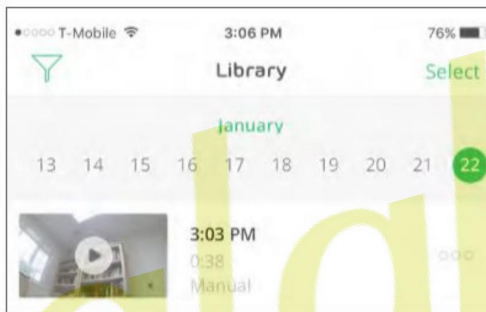 T-Mobile 3:06 PM 76%
Library Select
January
13 14 15 16 17 18 19 20 21 22
3:03 PM
0:38
Manual